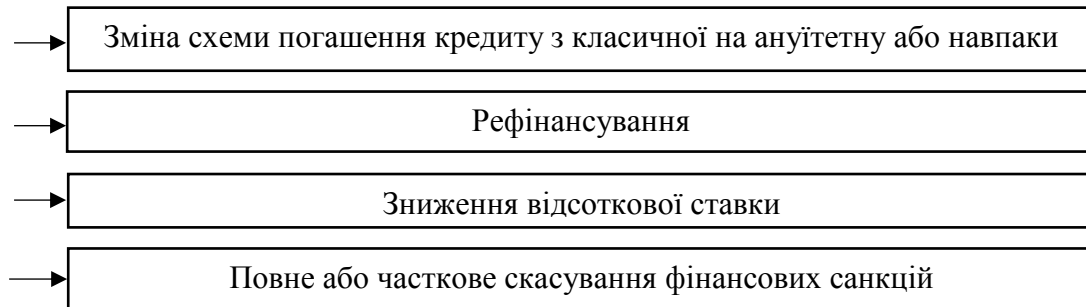 Зміна схеми погашення кредиту з класичної на ануїтетну або навпаки
Рефінансування
Зниження відсоткової ставки
Повне або часткове скасування фінансових санкцій